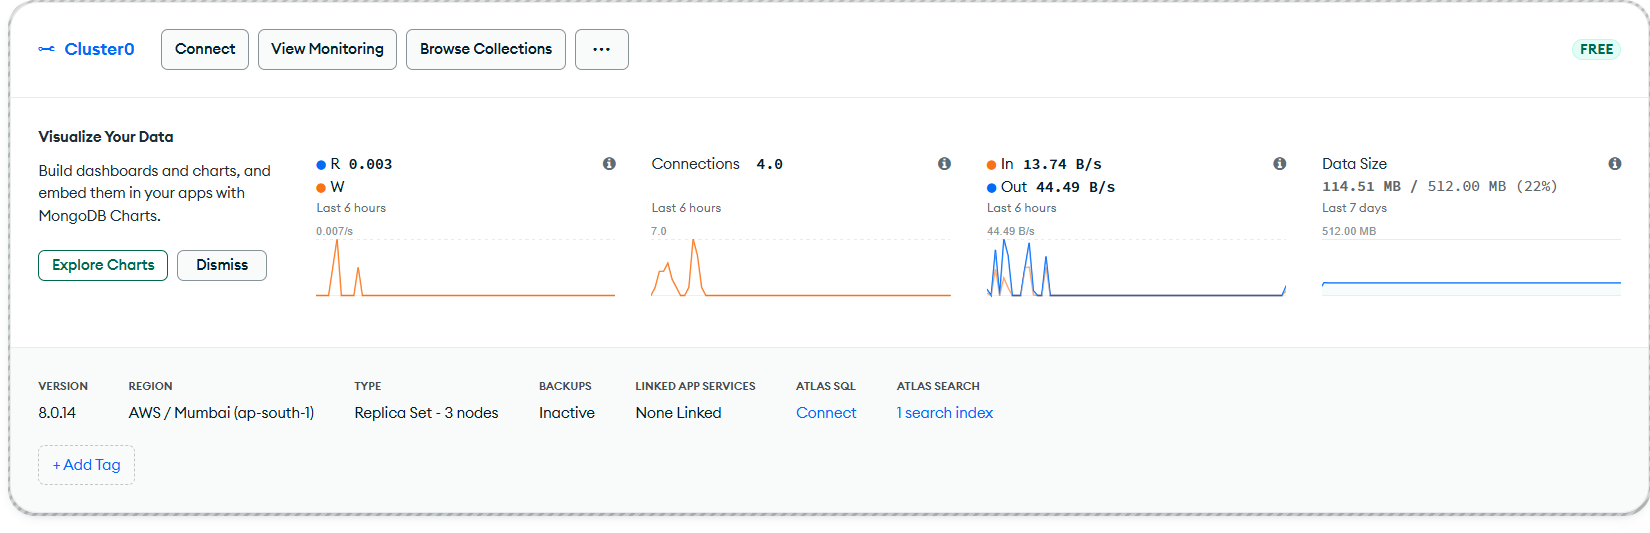 Cluster0 Connect View Monitoring Browse Collections ... FREE
Visualize Your Data
Build dashboards and charts, and
embed them in your apps with
MongoDB Charts.
Explore Charts Dismiss
R 0.003
W
Last 6 hours
0.007/s
Connections 4.0
Last 6 hours
7.0
In 13.74 B/s
Out 44.49 B/s
Last 6 hours
44.49 B/s
Data Size
114.51 MB / 512.00 MB (22%)
Last 7 days
512.00 MB
VERSION REGION TYPE BACKUPS LINKED APP SERVICES ATLAS SQL ATLAS SEARCH
8.0.14 AWS / Mumbai (ap-south-1) Replica Set - 3 nodes Inactive None Linked Connect 1 search index
+ Add Tag